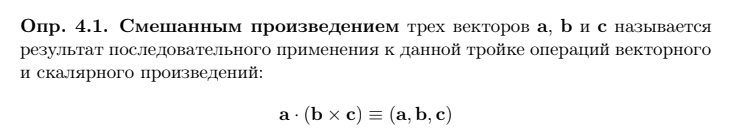 Опр. 4.1. Смешанным произведением трех векторов a, b и c называется
результат последовательного применения к данной тройке операций векторного
и скалярного произведений:
a · (b × c) ≡ (a, b, c)